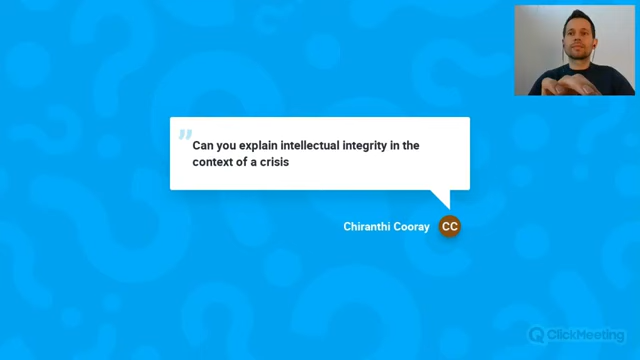 Can you explain intellectual integrity in the
context of a crisis
Chiranthi Cooray CC
ClickMeeting